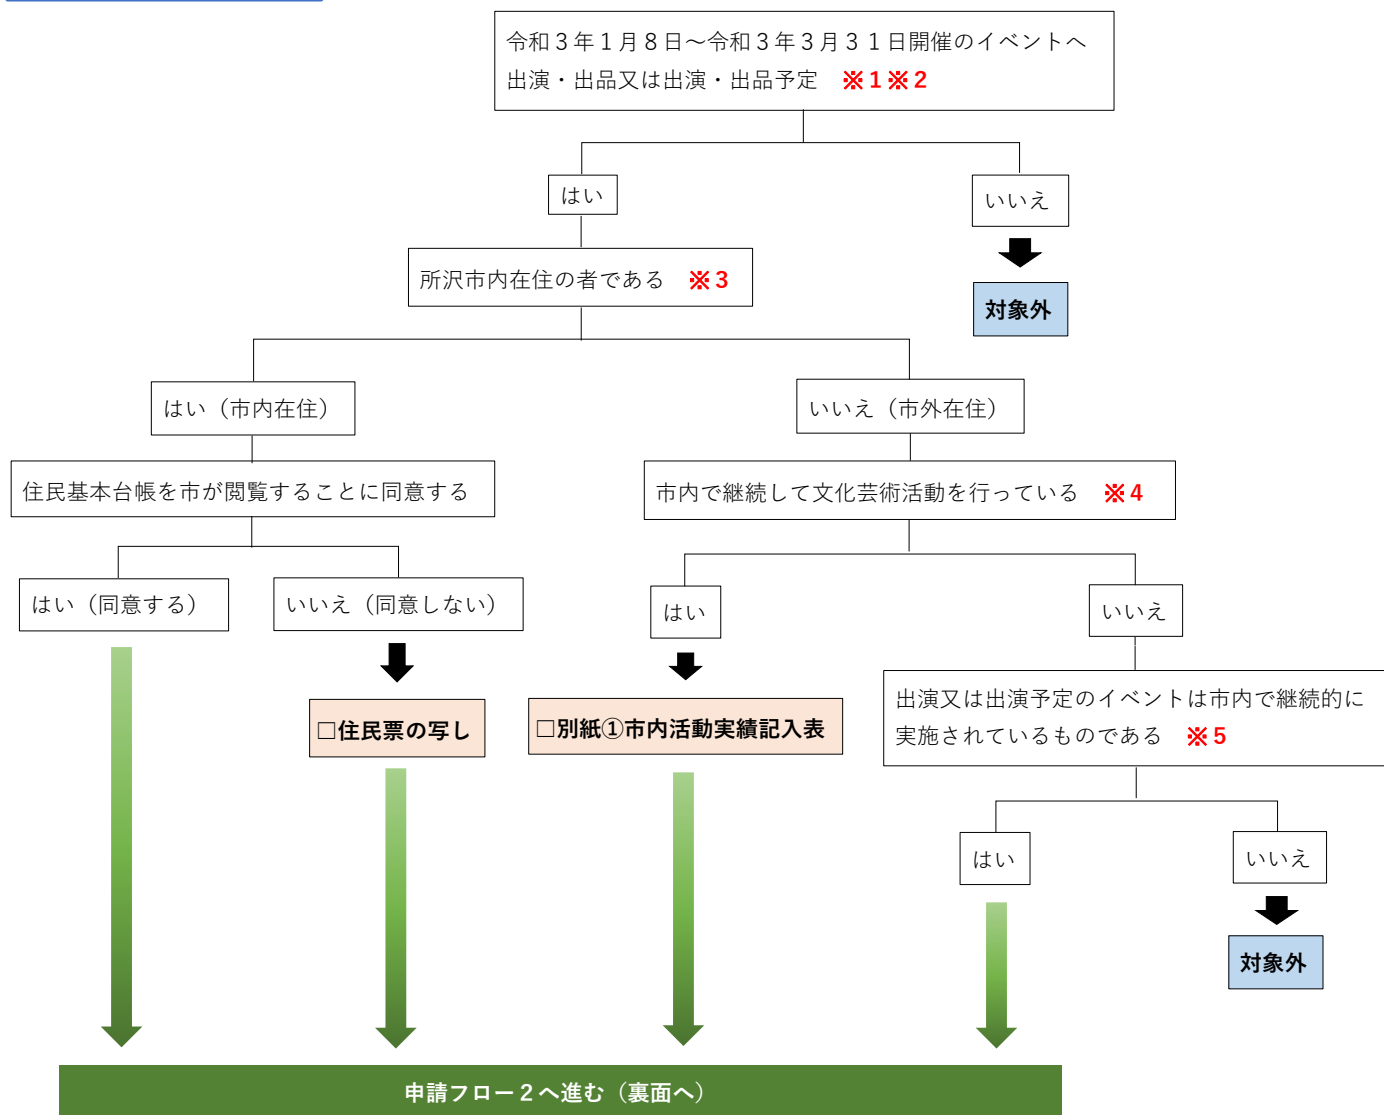 令和３年１月８日～令和３年３月３１日開催のイベントへ
出演・出品又は出演・出品予定　※１※２
はい
いいえ
所沢市内在住の者である　※３
対象外
はい（市内在住）
いいえ（市外在住）
住民基本台帳を市が閲覧することに同意する
市内で継続して文化芸術活動を行っている　※４
はい（同意する）
いいえ（同意しない）
はい
いいえ
□住民票の写し
□別紙①市内活動実績記入表
出演又は出演予定のイベントは市内で継続的に
実施されているものである　※５
はい
いいえ
対象外
申請フロー２へ進む（裏面へ）